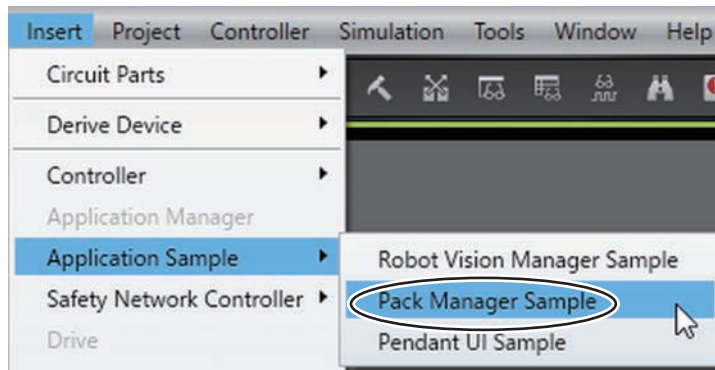 Insert Project Controller Simulation Tools Window Help
Circuit Parts
Derive Device
Controller
Application Manager
Application Sample
Robot Vision Manager Sample
Safety Network Controller
Pack Manager Sample
Drive
Pendant UI Sample